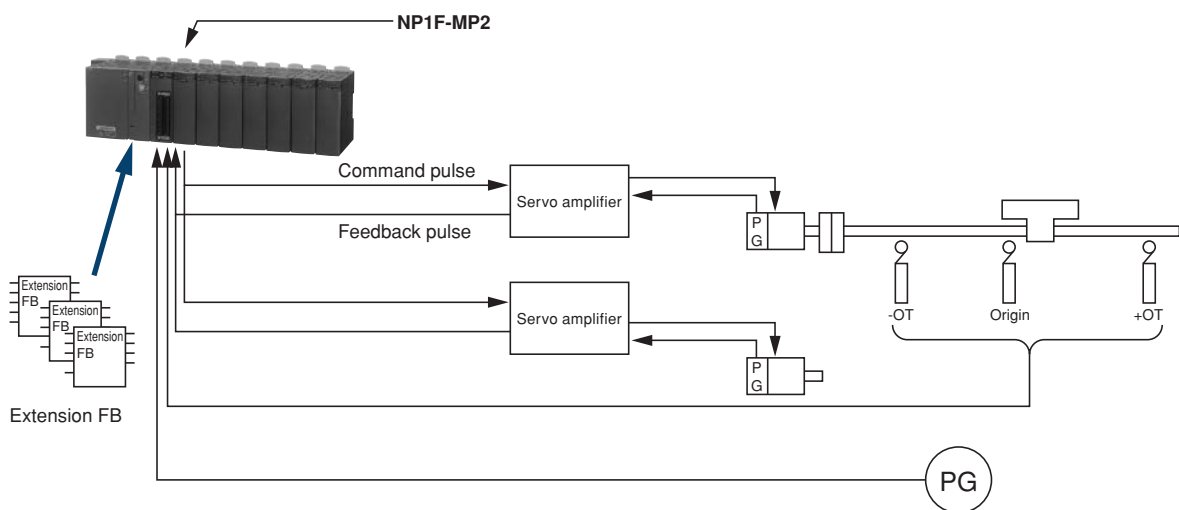 NP1F-MP2
Command pulse
Servo amplifier
Feedback pulse
P
G
Extension
FB
Extension
FB
Extension
FB
Extension FB
-OT
Origin
+OT
Servo amplifier
P
G
PG